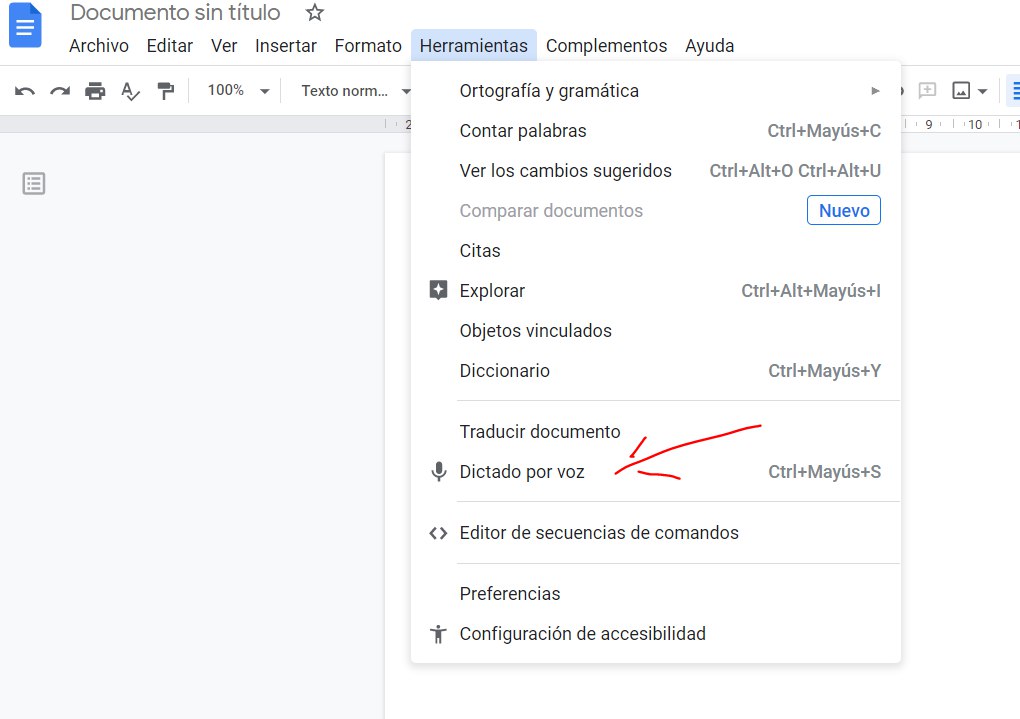 Documento sin título
Archivo Editar Ver Insertar Formato Herramientas Complementos Ayuda
100% Texto norm...
2 9 10 1
Ortografía y gramática
Contar palabras Ctrl+Mayús+C
Ver los cambios sugeridos Ctrl+Alt+O Ctrl+Alt+U
Comparar documentos Nuevo
Citas
Explorar Ctrl+Alt+Mayús+I
Objetos vinculados
Diccionario Ctrl+Mayús+Y
Traducir documento
Dictado por voz Ctrl+Mayús+S
Editor de secuencias de comandos
Preferencias
Configuración de accesibilidad